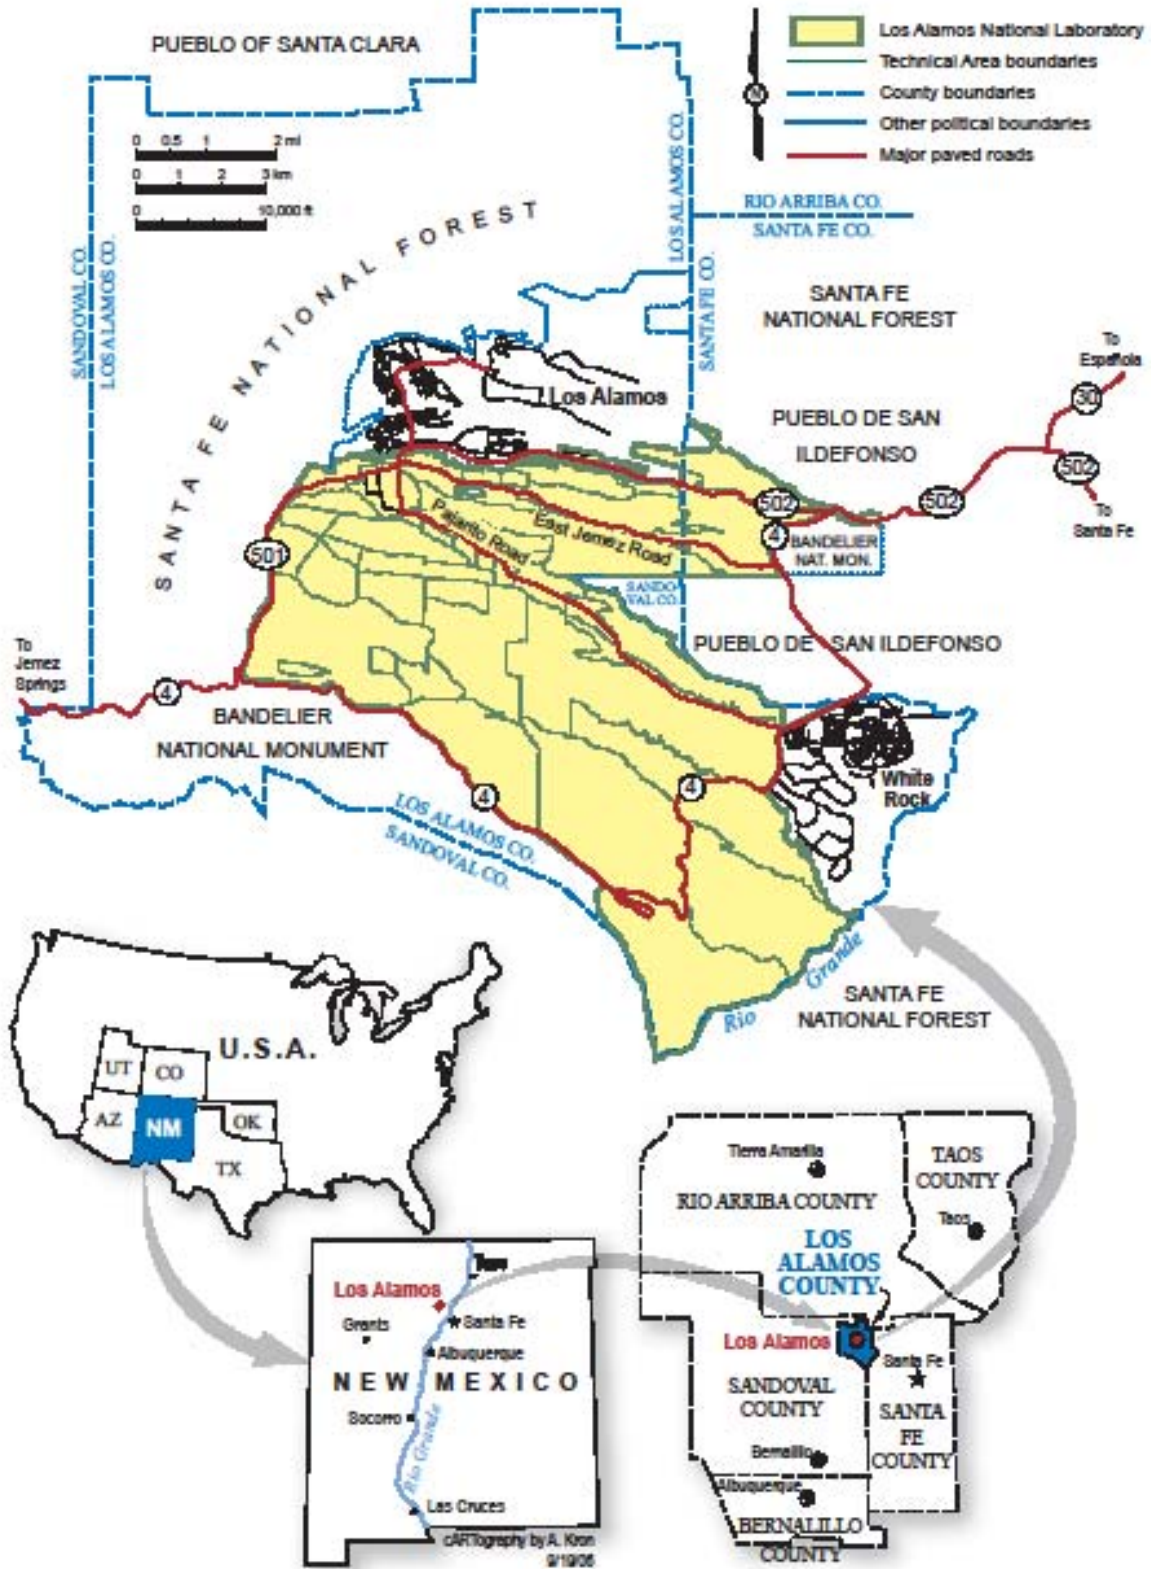 PUEBLO OF SANTA CLARA
Los Alamos National Laboratory
Technical Area boundaries
County boundaries
Other political boundaries
Major paved roads
N
0 0.5 1 2 mi
0 1 2 3 km
0 10,000 ft
SANDOVAL CO.
LOS ALAMOS CO.
SANTA FE NATIONAL FOREST
LOS ALAMOS CO.
SANTA FE CO.
RIO ARRIBA CO.
SANTA FE CO.
SANTA FE
NATIONAL FOREST
To
Española
30
Los Alamos
PUEBLO DE SAN
ILDEFONSO
502
502
502
To
Santa Fe
4
BANDELIER
NAT. MON.
Pajarito Road
East Jemez Road
501
SANDO-
VAL CO.
PUEBLO DE SAN ILDEFONSO
To
Jemez
Springs
4
BANDELIER
NATIONAL MONUMENT
4
4
White
Rock
LOS ALAMOS CO.
SANDOVAL CO.
Rio Grande
SANTA FE
NATIONAL FOREST
U.S.A.
UT
CO
AZ
NM
OK
TX
Taos
Los Alamos
Santa Fe
Grants
Albuquerque
NEW MEXICO
Socorro
Rio Grande
Las Cruces
cARTography by A. Kron
9/19/06
Tierra Amarilla
RIO ARRIBA COUNTY
TAOS
COUNTY
Taos
LOS
ALAMOS
COUNTY
Los Alamos
Santa Fe
SANDOVAL
COUNTY
SANTA
FE
COUNTY
Bernalillo
Albuquerque
BERNALILLO
COUNTY